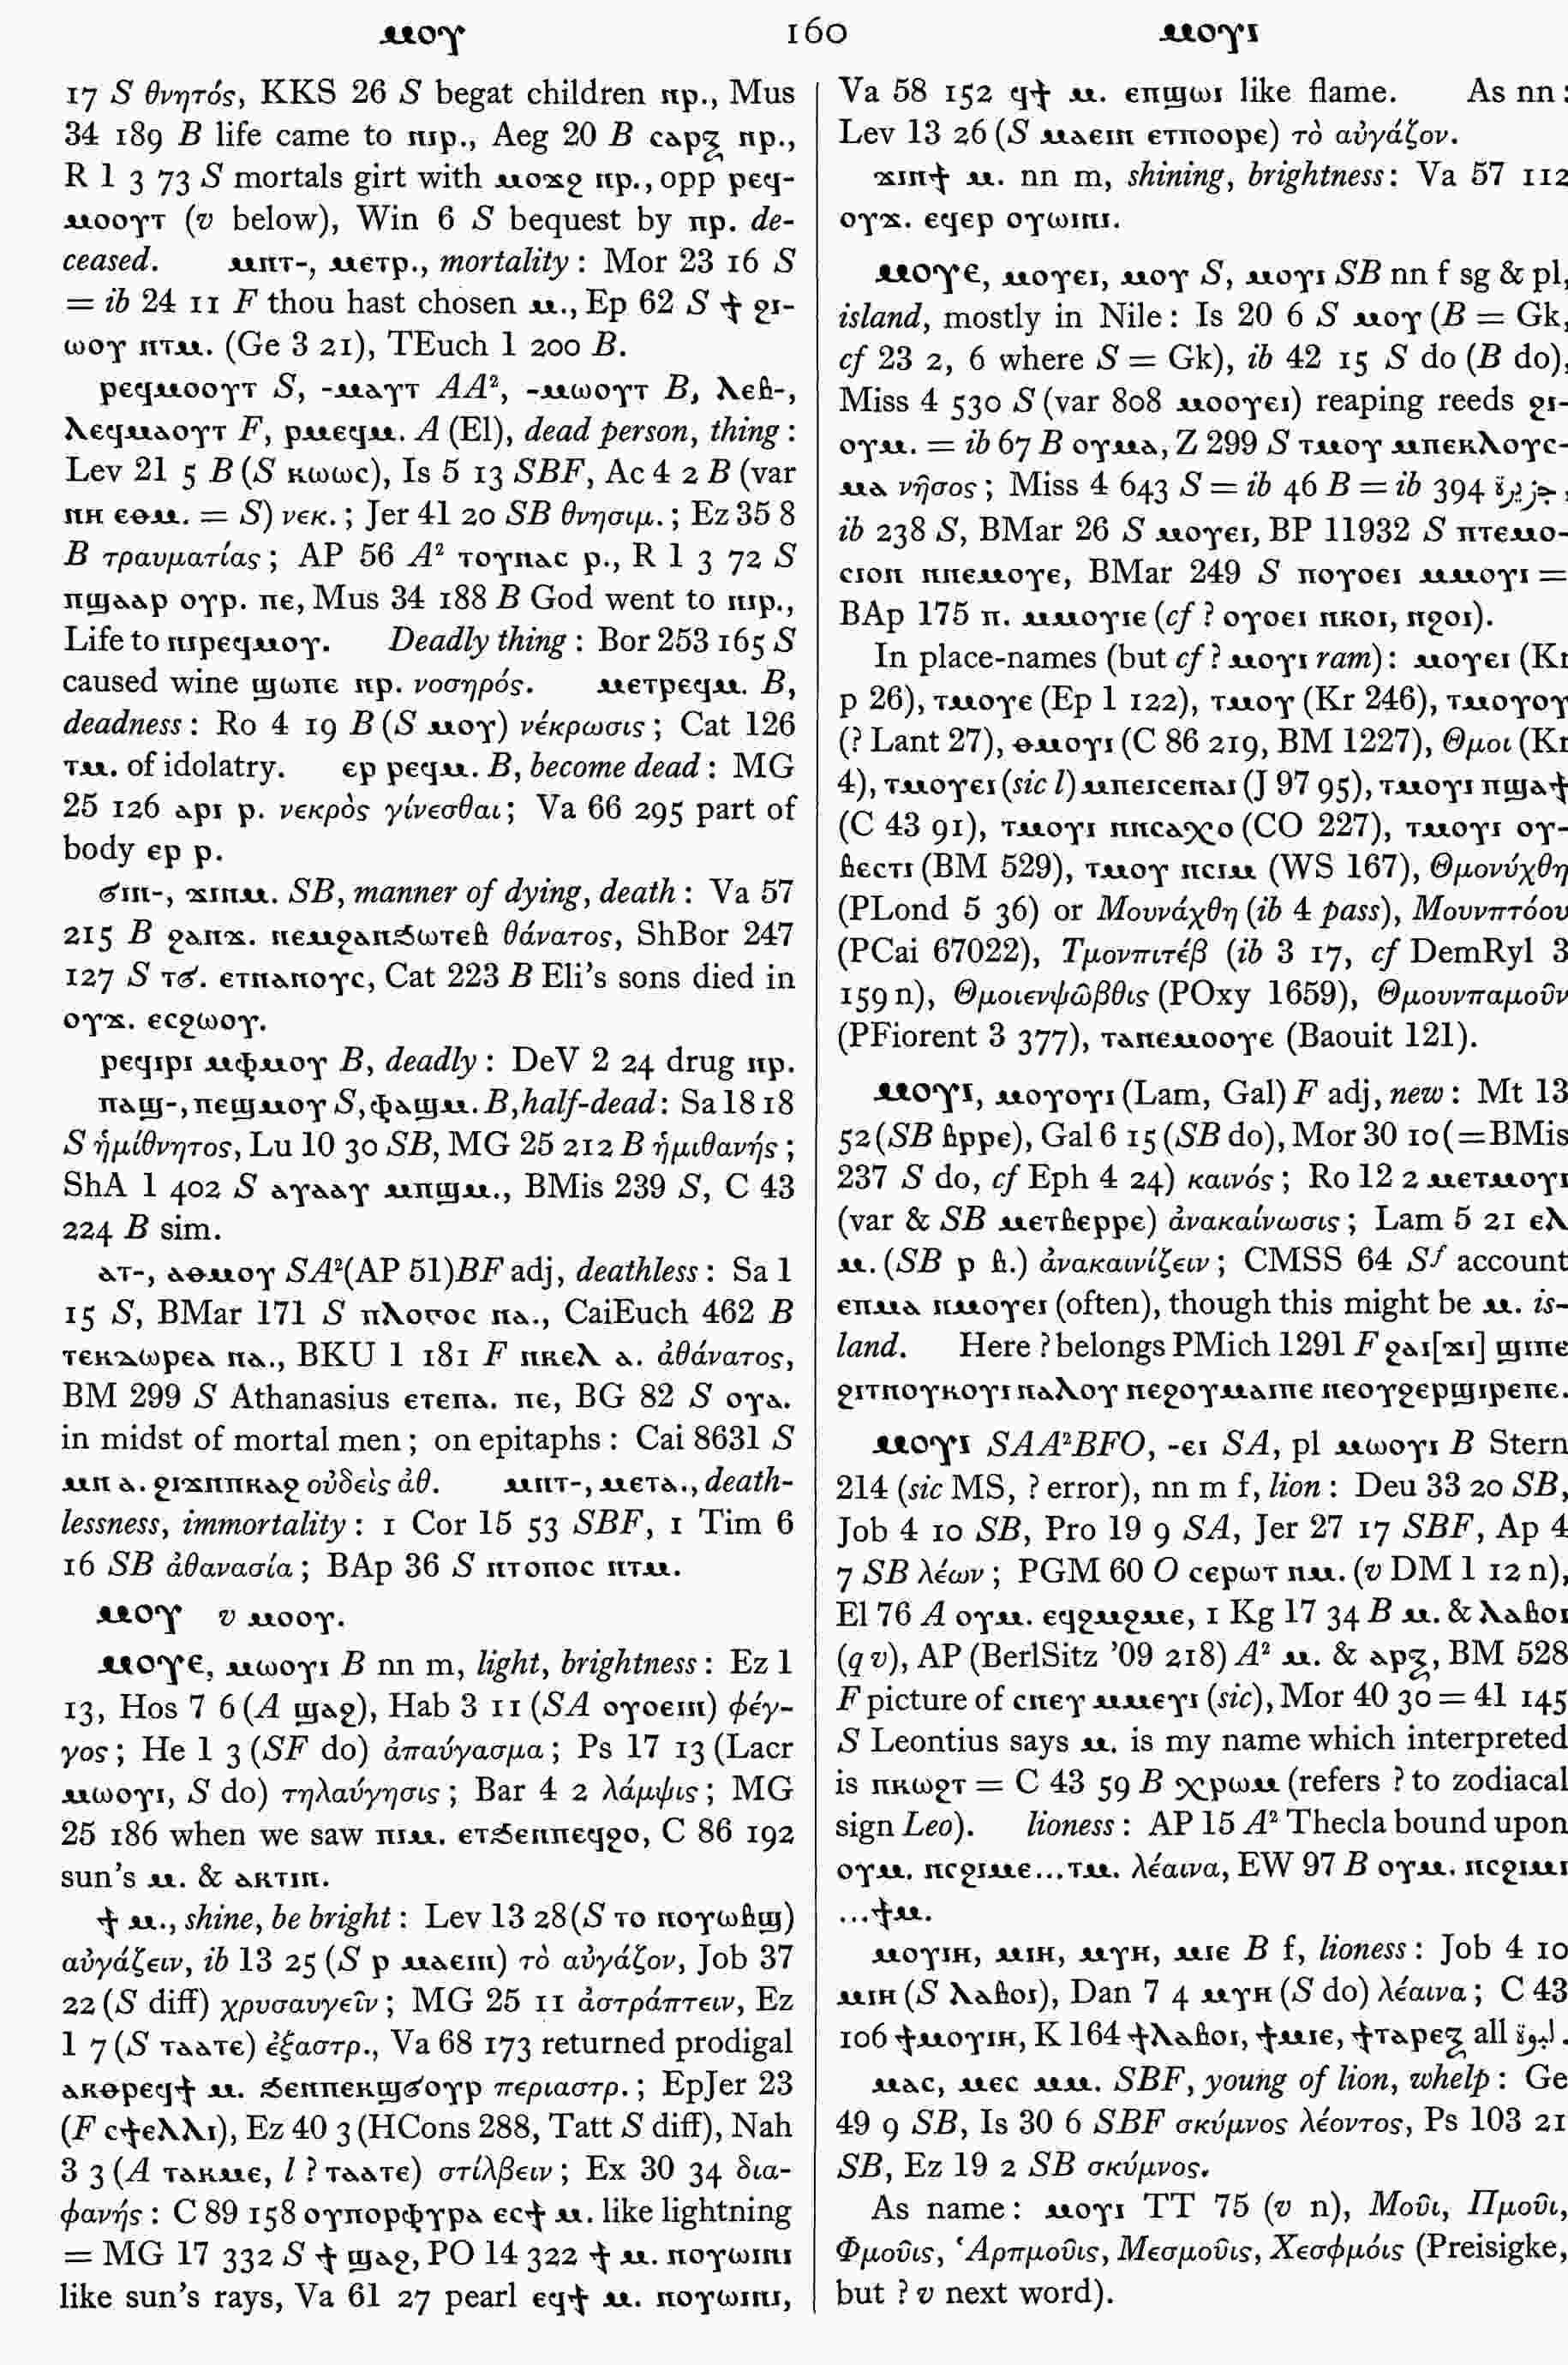 ⲙⲟⲩ 160 ⲙⲟⲩⲓ
17 S θνητός, KKS 26 S begat children ⲛⲣ., Mus
34 189 B life came to ⲛⲓⲣ., Aeg 20 B ⲥⲁⲣⲝ ⲛⲣ.,
R 1 3 73 S mortals girt with ⲙⲟϫϩ ⲛⲣ., opp ⲣⲉϥ-
ⲙⲟⲟⲩⲧ (v below), Win 6 S bequest by ⲛⲣ. de-
ceased. ⲙⲛⲧ-, ⲙⲉⲧⲣ., mortality: Mor 23 16 S
= ib 24 11 F thou hast chosen ⲙ., Ep 62 S ϯ ϩⲓ-
ⲱⲟⲩ ⲛⲧⲙ. (Ge 3 21), TEuch 1 200 B.
ⲣⲉϥⲙⲟⲟⲩⲧ S, -ⲙⲁⲩⲧ AA², -ⲙⲱⲟⲩⲧ B, ⲗⲉⲃ-,
ⲗⲉϥⲙⲁⲟⲩⲧ F, ⲣⲙⲉϥⲙ. A (El), dead person, thing:
Lev 21 5 B (S ⲕⲱⲱⲥ), Is 5 13 SBF, Ac 4 2 B (var
ⲛⲏ ⲉⲑⲙ. = S) νεκ.; Jer 41 20 SB θνησιμ.; Ez 35 8
B τραυματίας; AP 56 A² ⲧⲟⲩⲛⲁⲥ ⲣ., R 1 3 72 S
ⲡϣⲁⲁⲣ ⲟⲩⲣ. ⲡⲉ, Mus 34 188 B God went to ⲛⲓⲣ.,
Life to ⲛⲓⲣⲉϥⲙⲟⲩ. Deadly thing: Bor 253 165 S
caused wine ϣⲱⲡⲉ ⲛⲣ. νοσηρός. ⲙⲉⲧⲣⲉϥⲙ. B,
deadness: Ro 4 19 B (S ⲙⲟⲩ) νέκρωσις; Cat 126
ⲧⲙ. of idolatry. ⲉⲣ ⲣⲉϥⲙ. B, become dead: MG
25 126 ⲁⲣⲓ ⲣ. νεκρὸς γίνεσθαι; Va 66 295 part of
body ⲉⲣ ⲣ.
ϭⲓⲛ-, ϫⲓⲛⲙ. SB, manner of dying, death: Va 57
215 B ϩⲁⲛϫ. ⲛⲉⲙϩⲁⲛϧⲱⲧⲉⲃ θάνατος, ShBor 247
127 S ⲧϭ. ⲉⲧⲛⲁⲛⲟⲩⲥ, Cat 223 B Eli's sons died in
ⲟⲩϫ. ⲉⲥϩⲱⲟⲩ.
ⲣⲉϥⲓⲣⲓ ⲙⲫⲙⲟⲩ B, deadly: DeV 2 24 drug ⲛⲣ.
ⲡⲁϣ-, ⲡⲉϣⲙⲟⲩ S, ⲫⲁϣⲙ. B, half-dead: Sa 18 18
S ἡμίθνητος, Lu 10 30 SB, MG 25 212 B ἡμιθανής;
ShA 1 402 S ⲁⲩⲁⲁⲩ ⲙⲡϣⲙ., BMis 239 S, C 43
224 B sim.
ⲁⲧ-, ⲁⲑⲙⲟⲩ SA²(AP 51)BF adj, deathless: Sa 1
15 S, BMar 171 S ⲡⲗⲟⲅⲟⲥ ⲛⲁ., CaiEuch 462 B
ⲧⲉⲕⲇⲱⲣⲉⲁ ⲛⲁ., BKU 1 181 F ⲡⲕⲉⲗ ⲁ. ἀθάνατος,
BM 299 S Athanasius ⲉⲧⲉⲡⲁ. ⲡⲉ, BG 82 S ⲟⲩⲁ.
in midst of mortal men; on epitaphs: Cai 8631 S
ⲙⲛ ⲁ. ϩⲓϫⲙⲡⲕⲁϩ οὐδεὶς ἀθ. ⲙⲛⲧ-, ⲙⲉⲧⲁ., death-
lessness, immortality: 1 Cor 15 53 SBF, 1 Tim 6
16 SB ἀθανασία; BAp 36 S ⲛⲧⲟⲡⲟⲥ ⲛⲧⲙ.
ⲙⲟⲩ v ⲙⲟⲟⲩ.
ⲙⲟⲩⲉ, ⲙⲱⲟⲩⲓ B nn m, light, brightness: Ez 1
13, Hos 7 6 (A ϣⲁϩ), Hab 3 11 (SA ⲟⲩⲟⲉⲓⲛ) φέγ-
γος; He 1 3 (SF do) ἀπαύγασμα; Ps 17 13 (Lacr
ⲙⲱⲟⲩⲓ, S do) τηλαύγησις; Bar 4 2 λάμψις; MG
25 186 when we saw ⲡⲓⲙ. ⲉⲧϧⲉⲛⲡⲉϥϩⲟ, C 86 192
sun's ⲙ. & ⲁⲕⲧⲓⲛ.
ϯ ⲙ., shine, be bright: Lev 13 28 (S ⲧⲟ ⲛⲟⲩⲱⲃϣ)
αὐγάζειν, ib 13 25 (S ⲣ ⲙⲁⲉⲓⲛ) τὸ αὐγάζον, Job 37
22 (S diff) χρυσαυγεῖν; MG 25 11 ἀστράπτειν, Ez
1 7 (S ⲧⲁⲁⲧⲉ) ἐξαστρ., Va 68 173 returned prodigal
ⲁⲕⲑⲣⲉϥϯ ⲙ. ϧⲉⲛⲡⲉⲕϣϭⲟⲩⲣ περιαστρ.; EpJer 23
(F ⲥϯⲉⲗⲗⲓ), Ez 40 3 (HCons 288, Tatt S diff), Nah
3 3 (A ⲧⲁⲕⲙⲉ, l ? ⲧⲁⲁⲧⲉ) στίλβειν; Ex 30 34 δια-
φανής: C 89 158 ⲟⲩⲡⲟⲣⲫⲩⲣⲁ ⲉⲥϯ ⲙ. like lightning
= MG 17 332 S ϯ ϣⲁϩ, PO 14 322 ϯ ⲙ. ⲛⲟⲩⲱⲓⲛⲓ
like sun's rays, Va 61 27 pearl ⲉϥϯ ⲙ. ⲛⲟⲩⲱⲓⲛⲓ,
Va 58 152 ϥϯ ⲙ. ⲉⲡϣⲱⲓ like flame. As nn:
Lev 13 26 (S ⲙⲁⲉⲓⲛ ⲉⲧⲡⲟⲟⲣⲉ) τὸ αὐγάζον.
ϫⲓⲛϯ ⲙ. nn m, shining, brightness: Va 57 112
ⲟⲩϫ. ⲉϥⲉⲣ ⲟⲩⲱⲓⲛⲓ.
ⲙⲟⲩⲉ, ⲙⲟⲩⲉⲓ, ⲙⲟⲩ S, ⲙⲟⲩⲓ SB nn f sg & pl,
island, mostly in Nile: Is 20 6 S ⲙⲟⲩ (B = Gk,
cf 23 2, 6 where S = Gk), ib 42 15 S do (B do),
Miss 4 530 S (var 808 ⲙⲟⲟⲩⲉⲓ) reaping reeds ϩⲓ-
ⲟⲩⲙ. = ib 67 B ⲟⲩⲙⲁ, Z 299 S ⲧⲙⲟⲩ ⲙⲡⲉⲕⲗⲟⲩⲥ-
ⲙⲁ νῆσος; Miss 4 643 S = ib 46 B = ib 394 جزيرة;
ib 238 S, BMar 26 S ⲙⲟⲩⲉⲓ, BP 11932 S ⲡⲧⲉⲙⲟ-
ⲥⲓⲟⲛ ⲛⲛⲉⲙⲟⲩⲉ, BMar 249 S ⲡⲟⲩⲟⲉⲓ ⲙⲙⲟⲩⲓ =
BAp 175 ⲡ. ⲙⲙⲟⲩⲓⲉ (cf ? ⲟⲩⲟⲉⲓ ⲛⲕⲟⲓ, ⲛϩⲟⲓ).
In place-names (but cf ? ⲙⲟⲩⲓ ram): ⲙⲟⲩⲉⲓ (Kr
p 26), ⲧⲙⲟⲩⲉ (Ep 1 122), ⲧⲙⲟⲩ (Kr 246), ⲧⲙⲟⲩⲟⲩ
(? Lant 27), ⲑⲙⲟⲩⲓ (C 86 219, BM 1227), Θμοι (Kr
4), ⲧⲙⲟⲩⲉⲓ (sic l) ⲙⲡⲉⲓⲥⲉⲛⲁⲓ (J 97 95), ⲧⲙⲟⲩⲓ ⲡϣⲁϯ
(C 43 91), ⲧⲙⲟⲩⲓ ⲛⲛⲥⲁⲭⲟ (CO 227), ⲧⲙⲟⲩⲓ ⲟⲩ-
ⲃⲉⲥⲧⲓ (BM 529), ⲧⲙⲟⲩ ⲛⲥⲓⲙ (WS 167), Θμονύχθη
(PLond 5 36) or Μουνάχθη (ib 4 pass), Μουνπτόου
(PCai 67022), Τμονπιτέβ (ib 3 17, cf DemRyl 3
159 n), Θμοιενψῶβθις (POxy 1659), Θμουνπαμοῦν
(PFiorent 3 377), ⲧⲁⲡⲉⲙⲟⲟⲩⲉ (Baouit 121).
ⲙⲟⲩⲓ, ⲙⲟⲩⲟⲩⲓ (Lam, Gal) F adj, new: Mt 13
52 (SB ⲃⲣⲣⲉ), Gal 6 15 (SB do), Mor 30 10 (=BMis
237 S do, cf Eph 4 24) καινός; Ro 12 2 ⲙⲉⲧⲙⲟⲩⲓ
(var & SB ⲙⲉⲧⲃⲉⲣⲣⲉ) ἀνακαίνωσις; Lam 5 21 ⲉⲗ
ⲙ. (SB ⲣ ⲃ.) ἀνακαινίζειν; CMSS 64 Sf account
ⲉⲡⲙⲁ ⲛⲙⲟⲩⲉⲓ (often), though this might be ⲙ. is-
land. Here ? belongs PMich 1291 F ϩⲁⲓ[ϫⲓ] ϣⲓⲛⲉ
ϩⲓⲧⲛⲟⲩⲕⲟⲩⲓ ⲛⲁⲗⲟⲩ ⲛⲉϩⲟⲩⲙⲁⲓⲛⲉ ⲛⲉⲟⲩϩⲉⲣϣⲓⲣⲉⲡⲉ.
ⲙⲟⲩⲓ SAA²BFO, -ⲉⲓ SA, pl ⲙⲱⲟⲩⲓ B Stern
214 (sic MS, ? error), nn m f, lion: Deu 33 20 SB,
Job 4 10 SB, Pro 19 9 SA, Jer 27 17 SBF, Ap 4
7 SB λέων; PGM 60 O ⲥⲉⲣⲱⲧ ⲛⲙ. (v DM 1 12 n),
El 76 A ⲟⲩⲙ. ⲉϥϩⲙϩⲙⲉ, 1 Kg 17 34 B ⲙ. & ⲗⲁⲃⲟⲓ
(q v), AP (BerlSitz '09 218) A² ⲙ. & ⲁⲣⲝ, BM 528
F picture of ⲥⲛⲉⲩ ⲙⲙⲉⲩⲓ (sic), Mor 40 30 = 41 145
S Leontius says ⲙ. is my name which interpreted
is ⲡⲕⲱϩⲧ = C 43 59 B ⲭⲣⲱⲙ (refers ? to zodiacal
sign Leo). lioness: AP 15 A² Thecla bound upon
ⲟⲩⲙ. ⲛⲥϩⲓⲙⲉ...ⲧⲙ. λέαινα, EW 97 B ⲟⲩⲙ. ⲛⲥϩⲓⲙⲓ
...ϯⲙ.
ⲙⲟⲩⲓⲏ, ⲙⲓⲏ, ⲙⲩⲏ, ⲙⲓⲉ B f, lioness: Job 4 10
ⲙⲓⲏ (S ⲗⲁⲃⲟⲓ), Dan 7 4 ⲙⲩⲏ (S do) λέαινα; C 43
106 ϯⲙⲟⲩⲓⲏ, K 164 ϯⲗⲁⲃⲟⲓ, ϯⲙⲓⲉ, ϯⲧⲁⲣⲉⲝ all لبوة.
ⲙⲁⲥ, ⲙⲉⲥ ⲙⲙ. SBF, young of lion, whelp: Ge
49 9 SB, Is 30 6 SBF σκύμνος λέοντος, Ps 103 21
SB, Ez 19 2 SB σκύμνος.
As name: ⲙⲟⲩⲓ TT 75 (v n), Μοῦι, Πμοῦι,
Φμοῦις, Ἁρπμοῦις, Μεσμοῦις, Χεσφμόις (Preisigke,
but ? v next word).